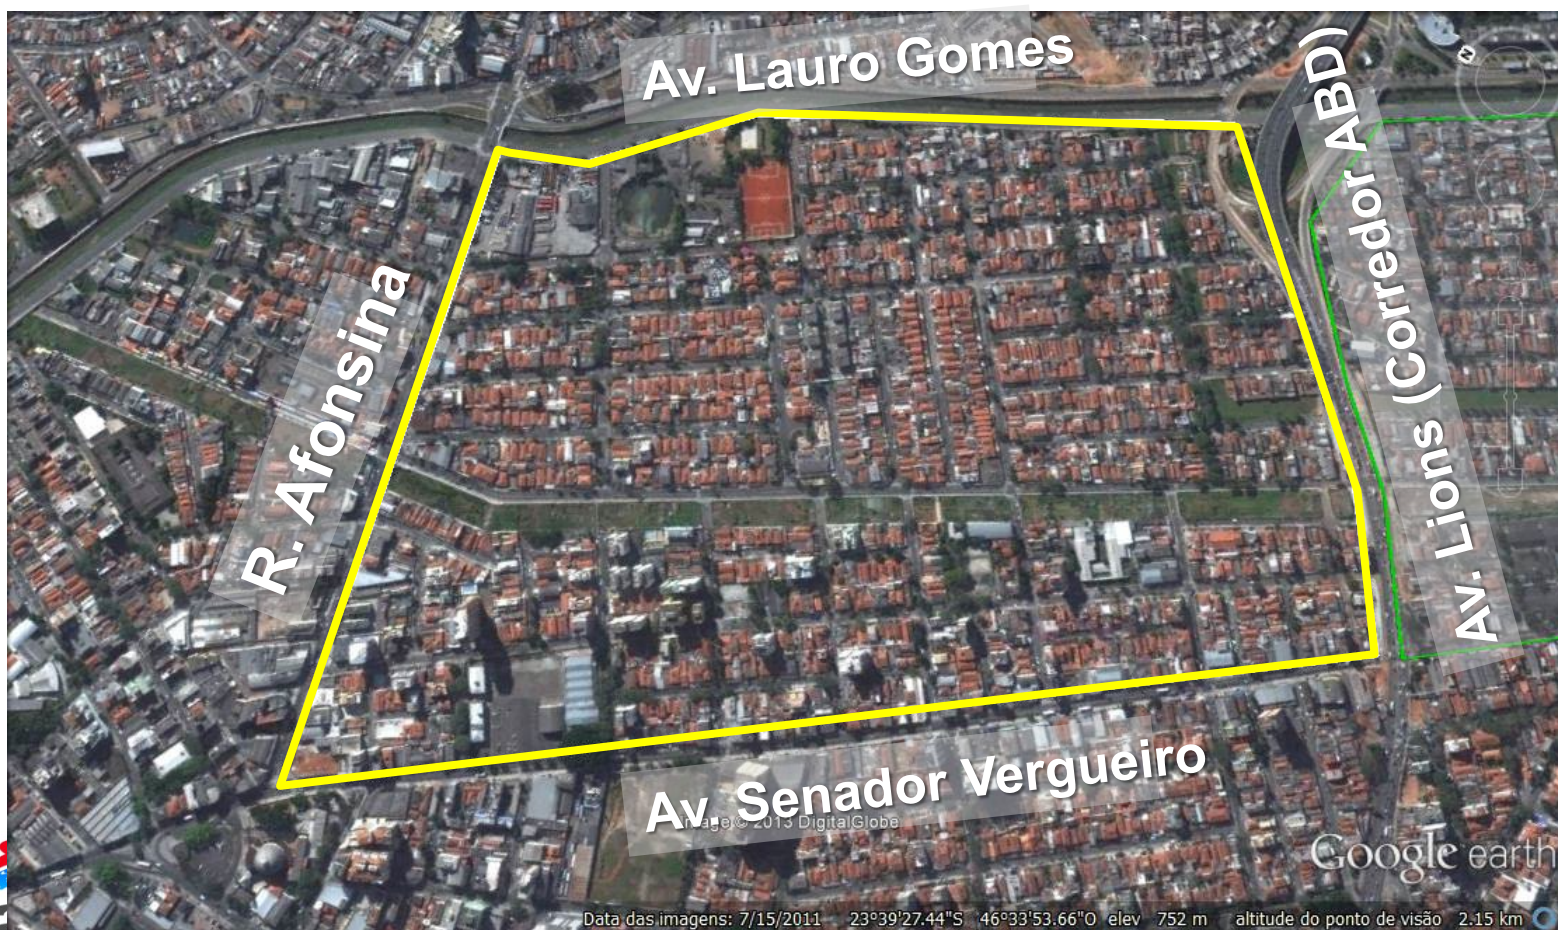 Av. Lauro Gomes
Av. Lions (Corredor ABD)
N
R. Afonsina
Av. Senador Vergueiro
Image © 2013 DigitalGlobe
Google earth
Data das imagens: 7/15/2011 23°39'27.44"S 46°33'53.66"O elev 752 m altitude do ponto de visão 2.15 km